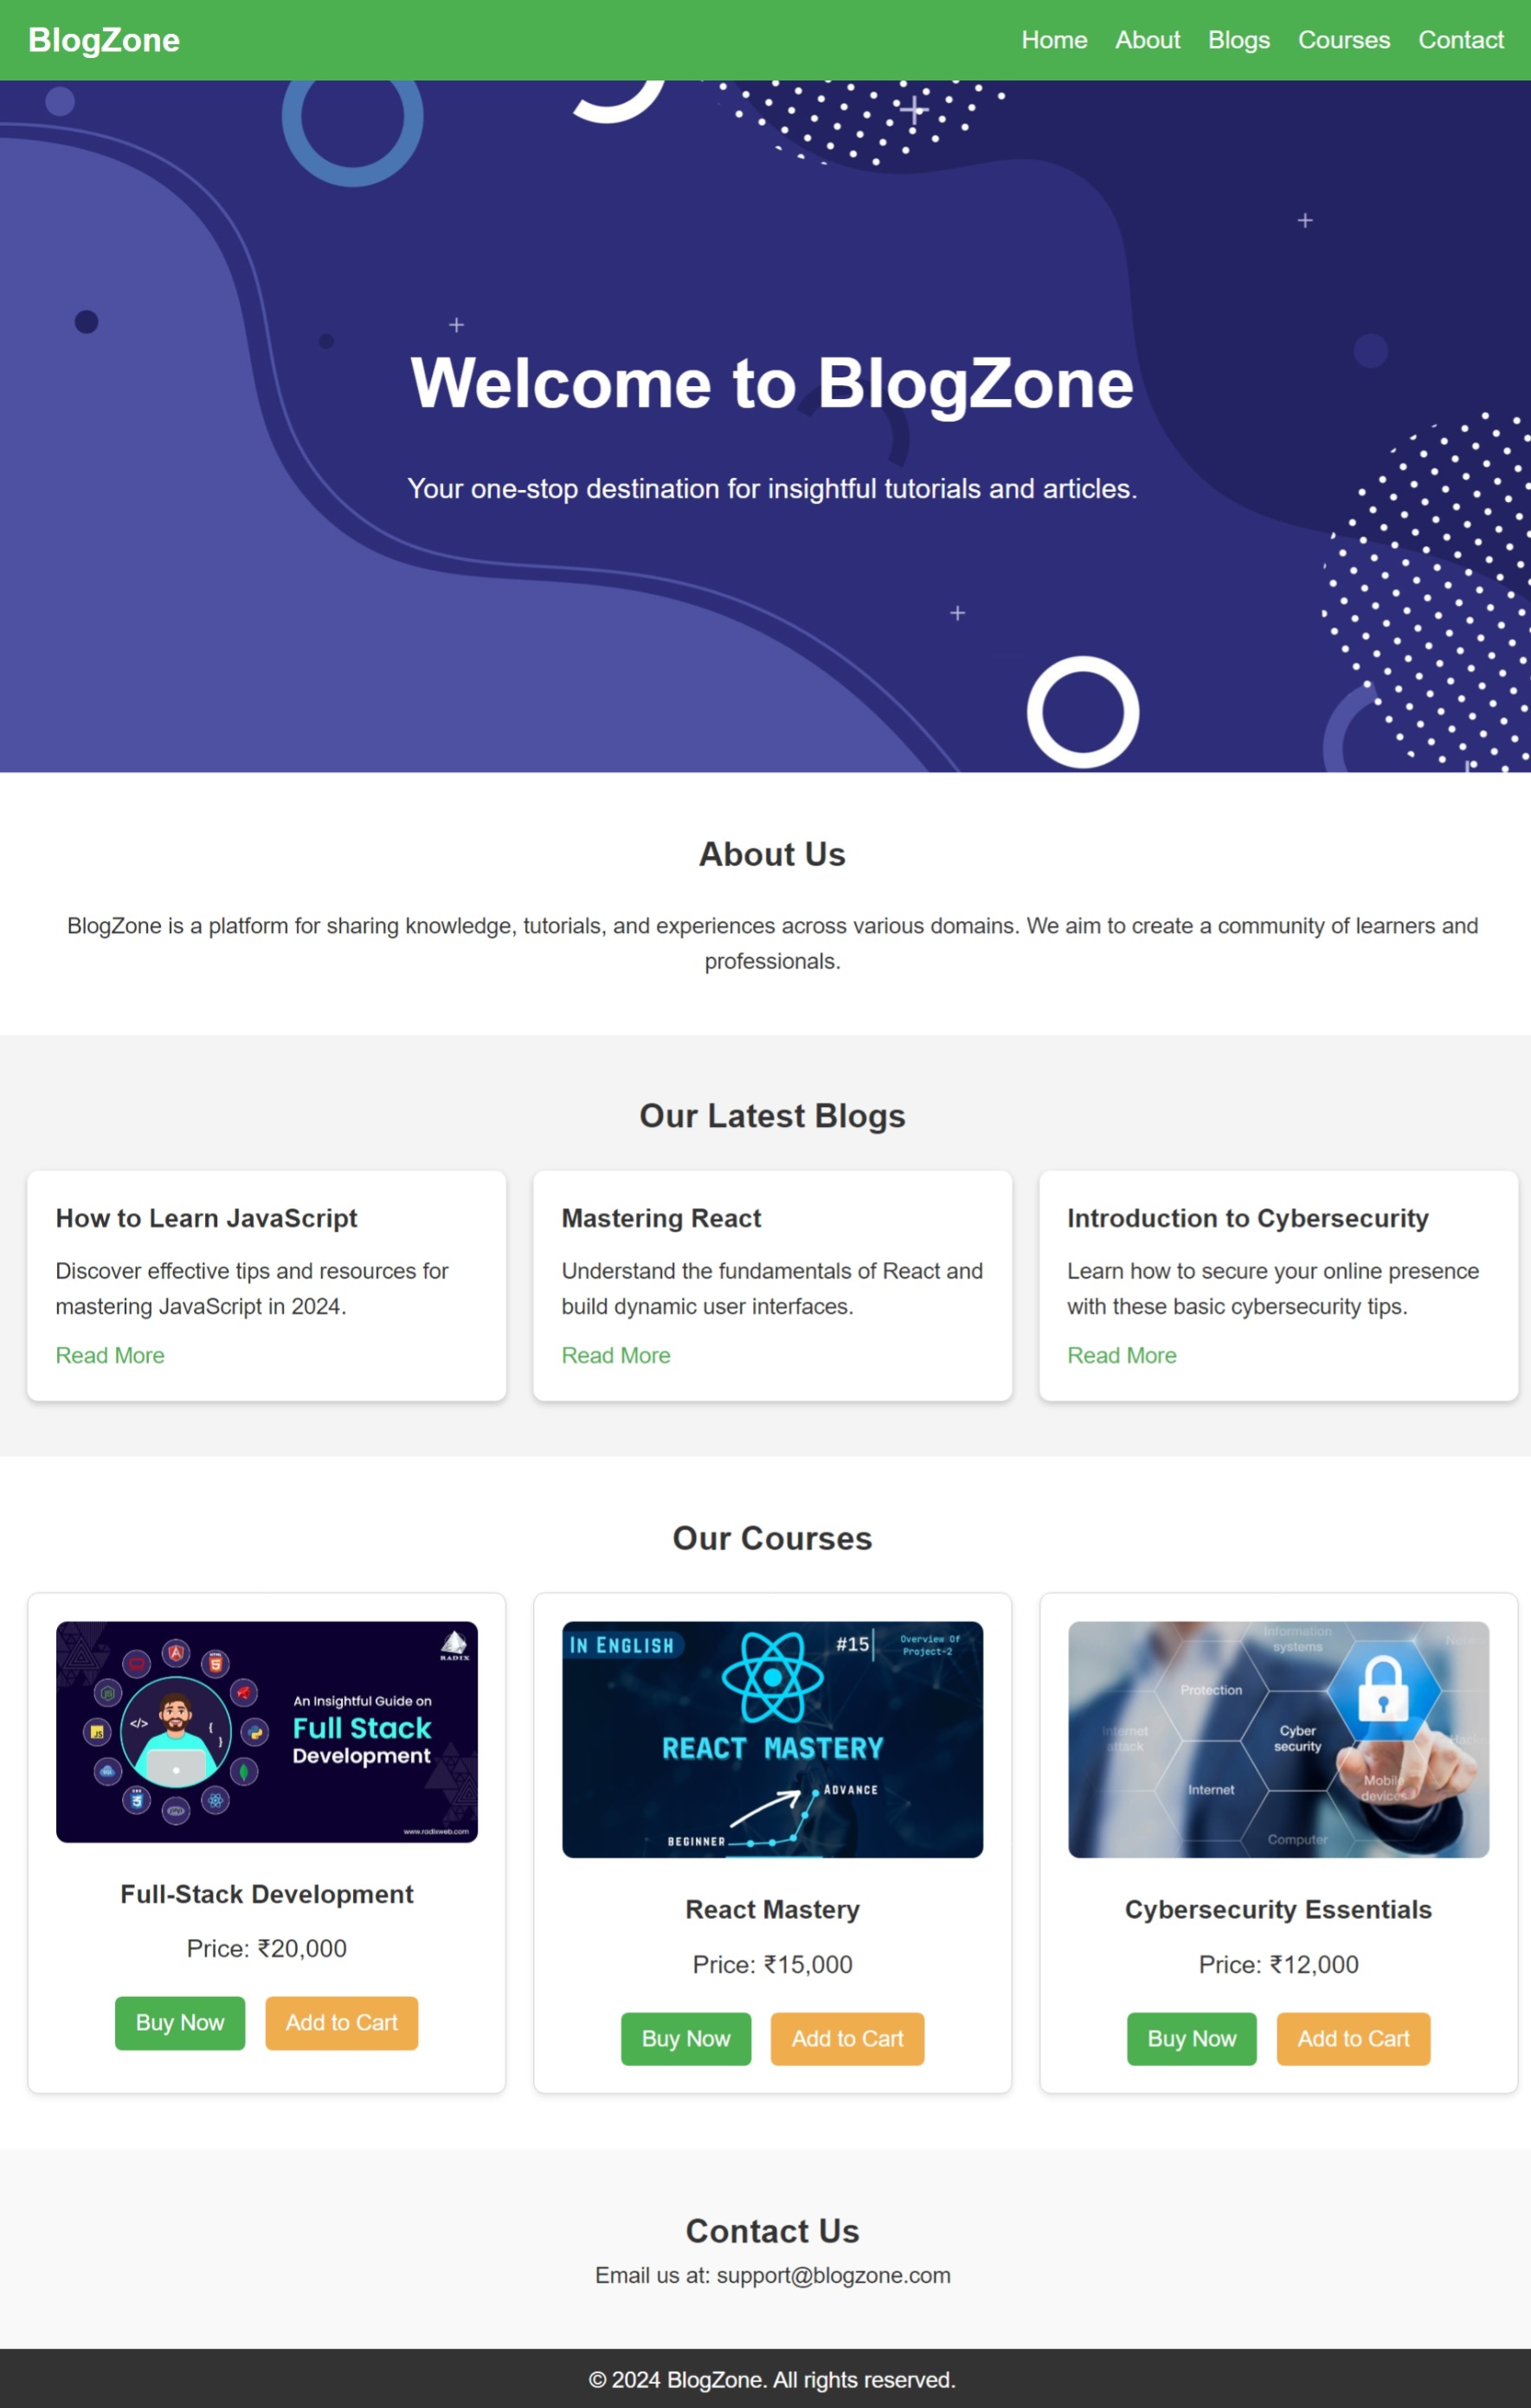 BlogZone
Home About Blogs Courses Contact
Welcome to BlogZone
Your one-stop destination for insightful tutorials and articles.
About Us
BlogZone is a platform for sharing knowledge, tutorials, and experiences across various domains. We aim to create a community of learners and
professionals.
Our Latest Blogs
How to Learn JavaScript
Discover effective tips and resources for
mastering JavaScript in 2024.
Read More
Mastering React
Understand the fundamentals of React and
build dynamic user interfaces.
Read More
Introduction to Cybersecurity
Learn how to secure your online presence
with these basic cybersecurity tips.
Read More
Our Courses
RADIX
</>
{ }
JS
An Insightful Guide on
Full Stack
Development
www.radixweb.com
Full-Stack Development
Price: ₹20,000
Buy Now Add to Cart
IN ENGLISH
#15
Overview Of
Project-2
REACT MASTERY
ADVANCE
BEGINNER
React Mastery
Price: ₹15,000
Buy Now Add to Cart
Information
systems
Protection
Internet
attack
Cyber
security
Internet
Mobile
devices
Computer
Cybersecurity Essentials
Price: ₹12,000
Buy Now Add to Cart
Contact Us
Email us at: support@blogzone.com
© 2024 BlogZone. All rights reserved.